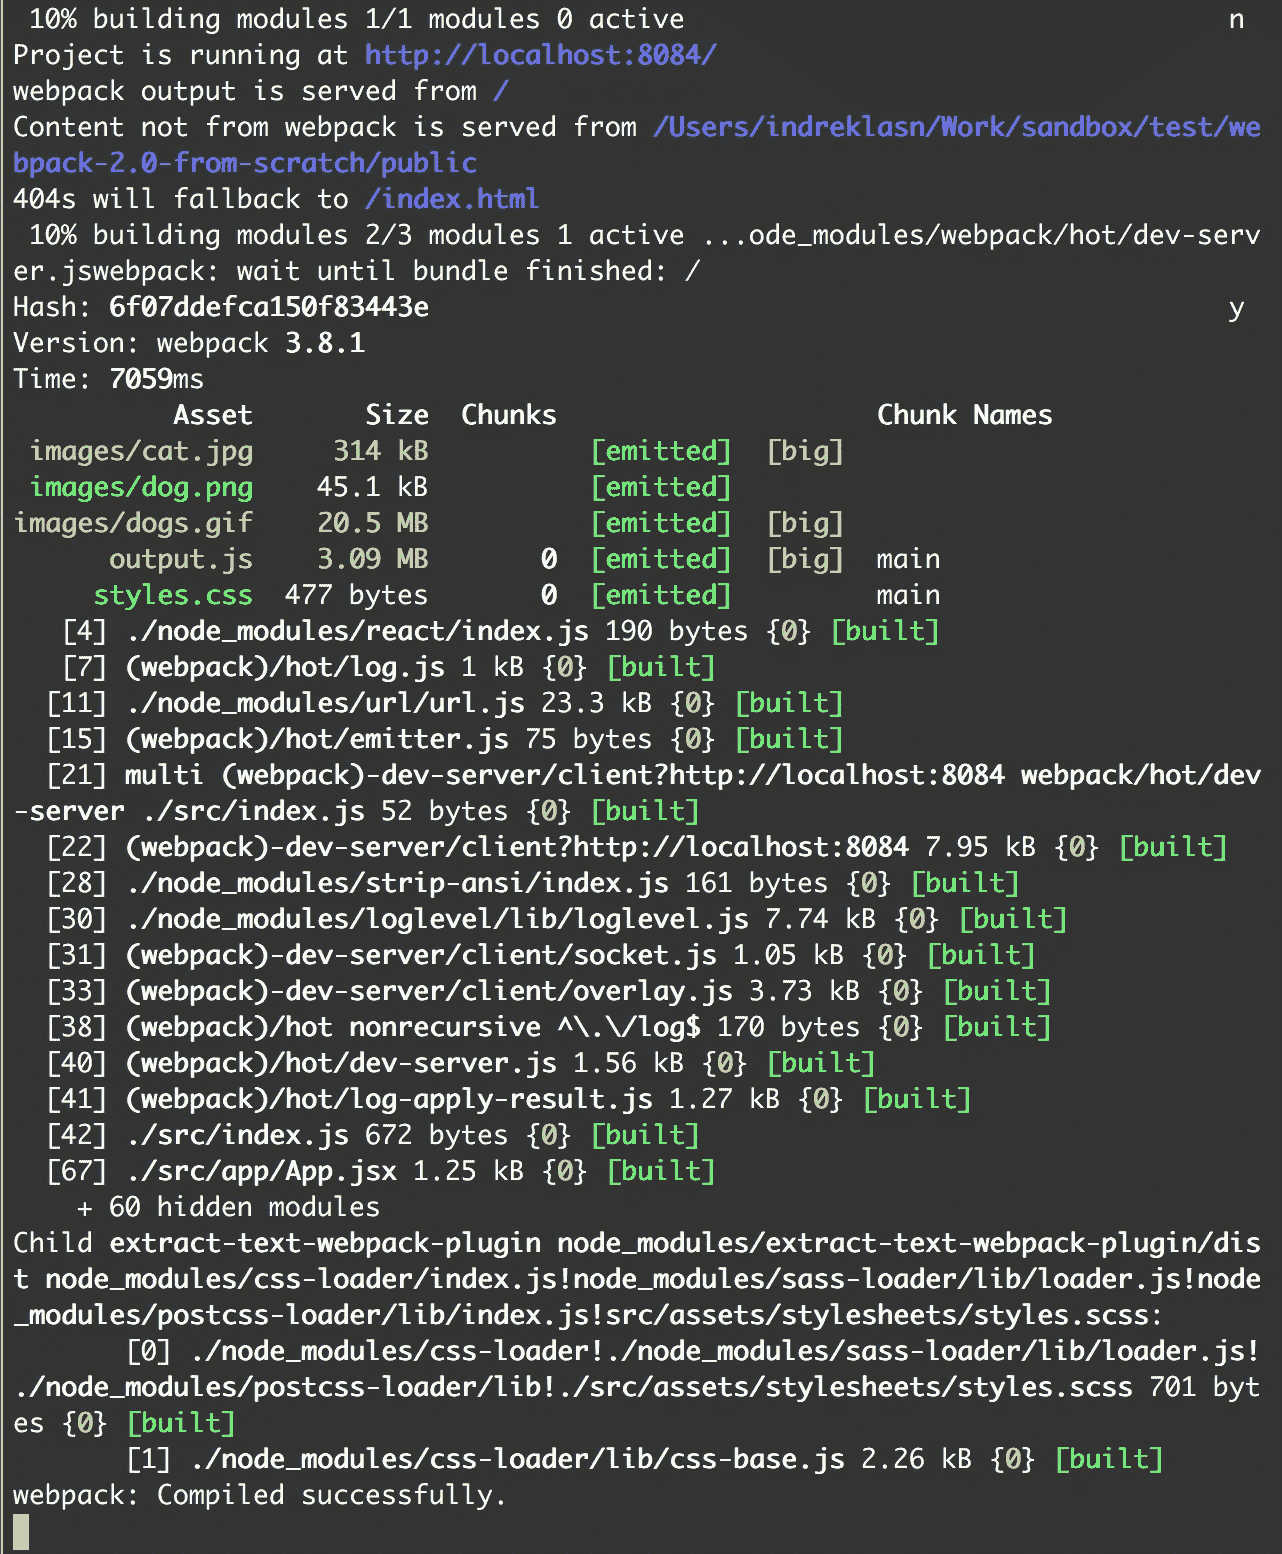 10% building modules 1/1 modules 0 active n
Project is running at http://localhost:8084/
webpack output is served from /
Content not from webpack is served from /Users/indreklasn/Work/sandbox/test/we
bpack-2.0-from-scratch/public
404s will fallback to /index.html
10% building modules 2/3 modules 1 active ...ode_modules/webpack/hot/dev-serv
er.jswebpack: wait until bundle finished: /
Hash: 6f07ddefca150f83443e y
Version: webpack 3.8.1
Time: 7059ms
Asset Size Chunks Chunk Names
images/cat.jpg 314 kB [emitted] [big]
images/dog.png 45.1 kB [emitted]
images/dogs.gif 20.5 MB [emitted] [big]
output.js 3.09 MB 0 [emitted] [big] main
styles.css 477 bytes 0 [emitted] main
[4] ./node_modules/react/index.js 190 bytes {0} [built]
[7] (webpack)/hot/log.js 1 kB {0} [built]
[11] ./node_modules/url/url.js 23.3 kB {0} [built]
[15] (webpack)/hot/emitter.js 75 bytes {0} [built]
[21] multi (webpack)-dev-server/client?http://localhost:8084 webpack/hot/dev
-server ./src/index.js 52 bytes {0} [built]
[22] (webpack)-dev-server/client?http://localhost:8084 7.95 kB {0} [built]
[28] ./node_modules/strip-ansi/index.js 161 bytes {0} [built]
[30] ./node_modules/loglevel/lib/loglevel.js 7.74 kB {0} [built]
[31] (webpack)-dev-server/client/socket.js 1.05 kB {0} [built]
[33] (webpack)-dev-server/client/overlay.js 3.73 kB {0} [built]
[38] (webpack)/hot nonrecursive ^\.\/log$ 170 bytes {0} [built]
[40] (webpack)/hot/dev-server.js 1.56 kB {0} [built]
[41] (webpack)/hot/log-apply-result.js 1.27 kB {0} [built]
[42] ./src/index.js 672 bytes {0} [built]
[67] ./src/app/App.jsx 1.25 kB {0} [built]
+ 60 hidden modules
Child extract-text-webpack-plugin node_modules/extract-text-webpack-plugin/dis
t node_modules/css-loader/index.js!node_modules/sass-loader/lib/loader.js!node
_modules/postcss-loader/lib/index.js!src/assets/stylesheets/styles.scss:
[0] ./node_modules/css-loader!./node_modules/sass-loader/lib/loader.js!
./node_modules/postcss-loader/lib!./src/assets/stylesheets/styles.scss 701 byt
es {0} [built]
[1] ./node_modules/css-loader/lib/css-base.js 2.26 kB {0} [built]
webpack: Compiled successfully.